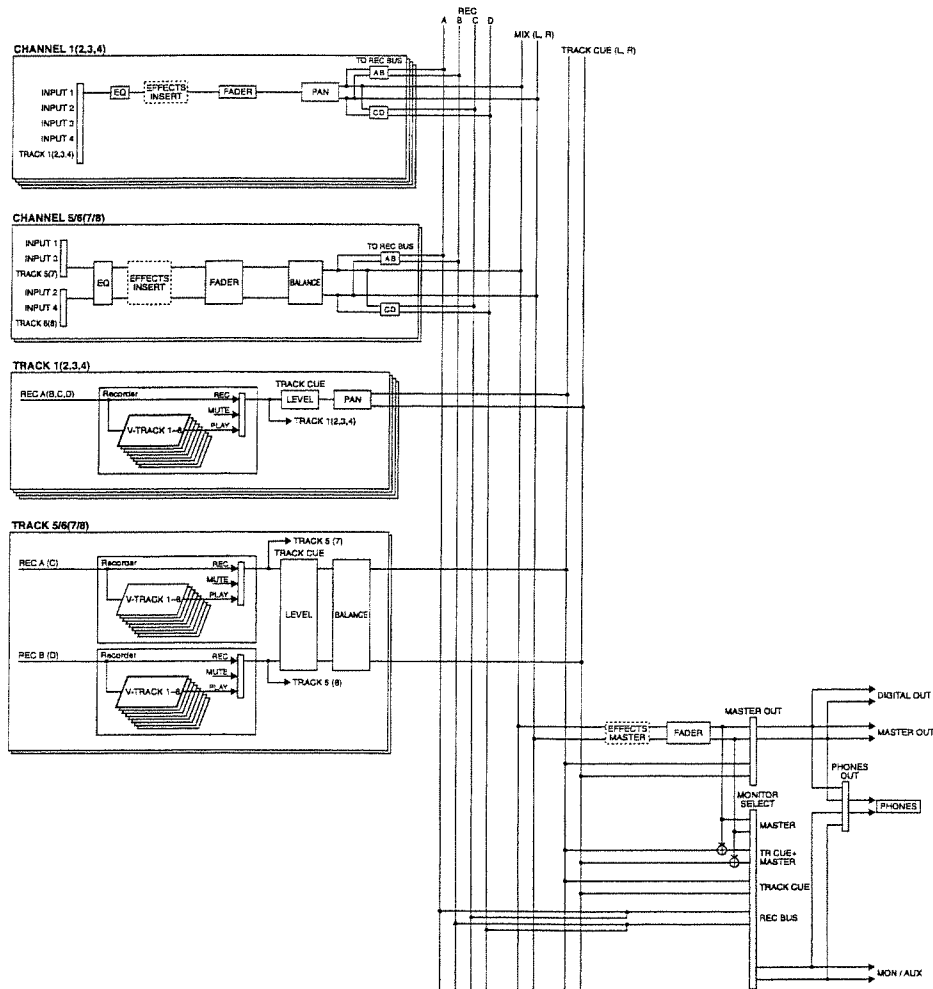 REC
A B C D
MIX (L, R)
TRACK CUE (L, R)
CHANNEL 1(2,3,4)
TO REC BUS
AB
INPUT 1
EQ
EFFECTS
INSERT
FADER
PAN
INPUT 2
CD
INPUT 3
INPUT 4
TRACK 1(2,3,4)
CHANNEL 5/6(7/8)
INPUT 1
TO REC BUS
INPUT 3
AB
TRACK 5(7)
EQ
EFFECTS
INSERT
FADER
BALANCE
INPUT 2
INPUT 4
CD
TRACK 6(8)
TRACK 1(2,3,4)
TRACK CUE
REC A(B,C,D)
Recorder
REC
LEVEL
PAN
MUTE
TRACK 1(2,3,4)
V-TRACK 1–8
PLAY
TRACK 5/6(7/8)
TRACK 5 (7)
TRACK CUE
REC A (C)
Recorder
REC
MUTE
V-TRACK 1–8
PLAY
LEVEL
BALANCE
REC B (D)
Recorder
REC
MUTE
TRACK 5 (8)
V-TRACK 1–8
PLAY
DIGITAL OUT
MASTER OUT
EFFECTS
MASTER
FADER
MASTER OUT
PHONES
OUT
MONITOR
SELECT
PHONES
MASTER
TR CUE+
MASTER
TRACK CUE
REC BUS
MON / AUX